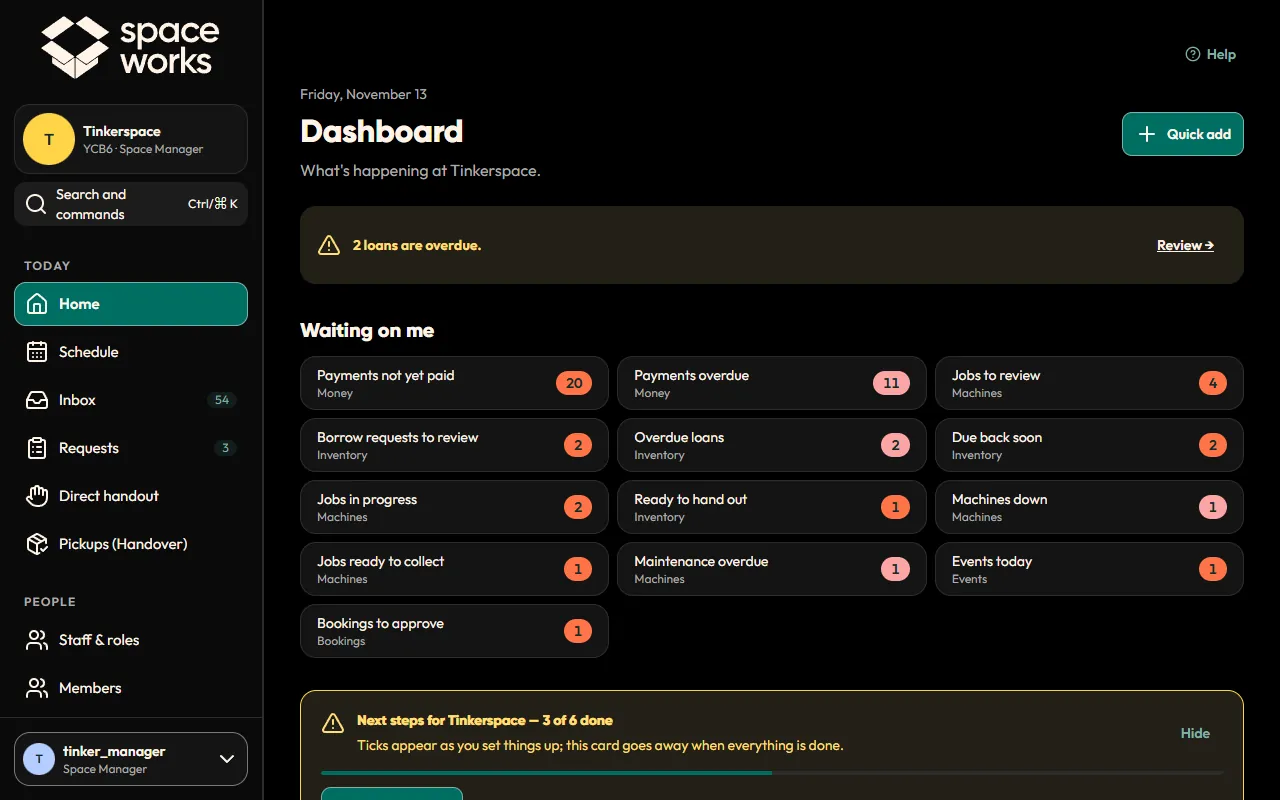 space
works
Help
T
Tinkerspace
YCB6 · Space Manager
Search and
commands
Ctrl/⌘ K
TODAY
Home
Schedule
Inbox
54
Requests
3
Direct handout
Pickups (Handover)
PEOPLE
Staff & roles
Members
T
tinker_manager
Space Manager
Friday, November 13
Dashboard
Quick add
What's happening at Tinkerspace.
2 loans are overdue.
Review →
Waiting on me
Payments not yet paid
Money
20
Payments overdue
Money
11
Jobs to review
Machines
4
Borrow requests to review
Inventory
2
Overdue loans
Inventory
2
Due back soon
Inventory
2
Jobs in progress
Machines
2
Ready to hand out
Inventory
1
Machines down
Machines
1
Jobs ready to collect
Machines
1
Maintenance overdue
Machines
1
Events today
Events
1
Bookings to approve
Bookings
1
Next steps for Tinkerspace — 3 of 6 done
Ticks appear as you set things up; this card goes away when everything is done.
Hide